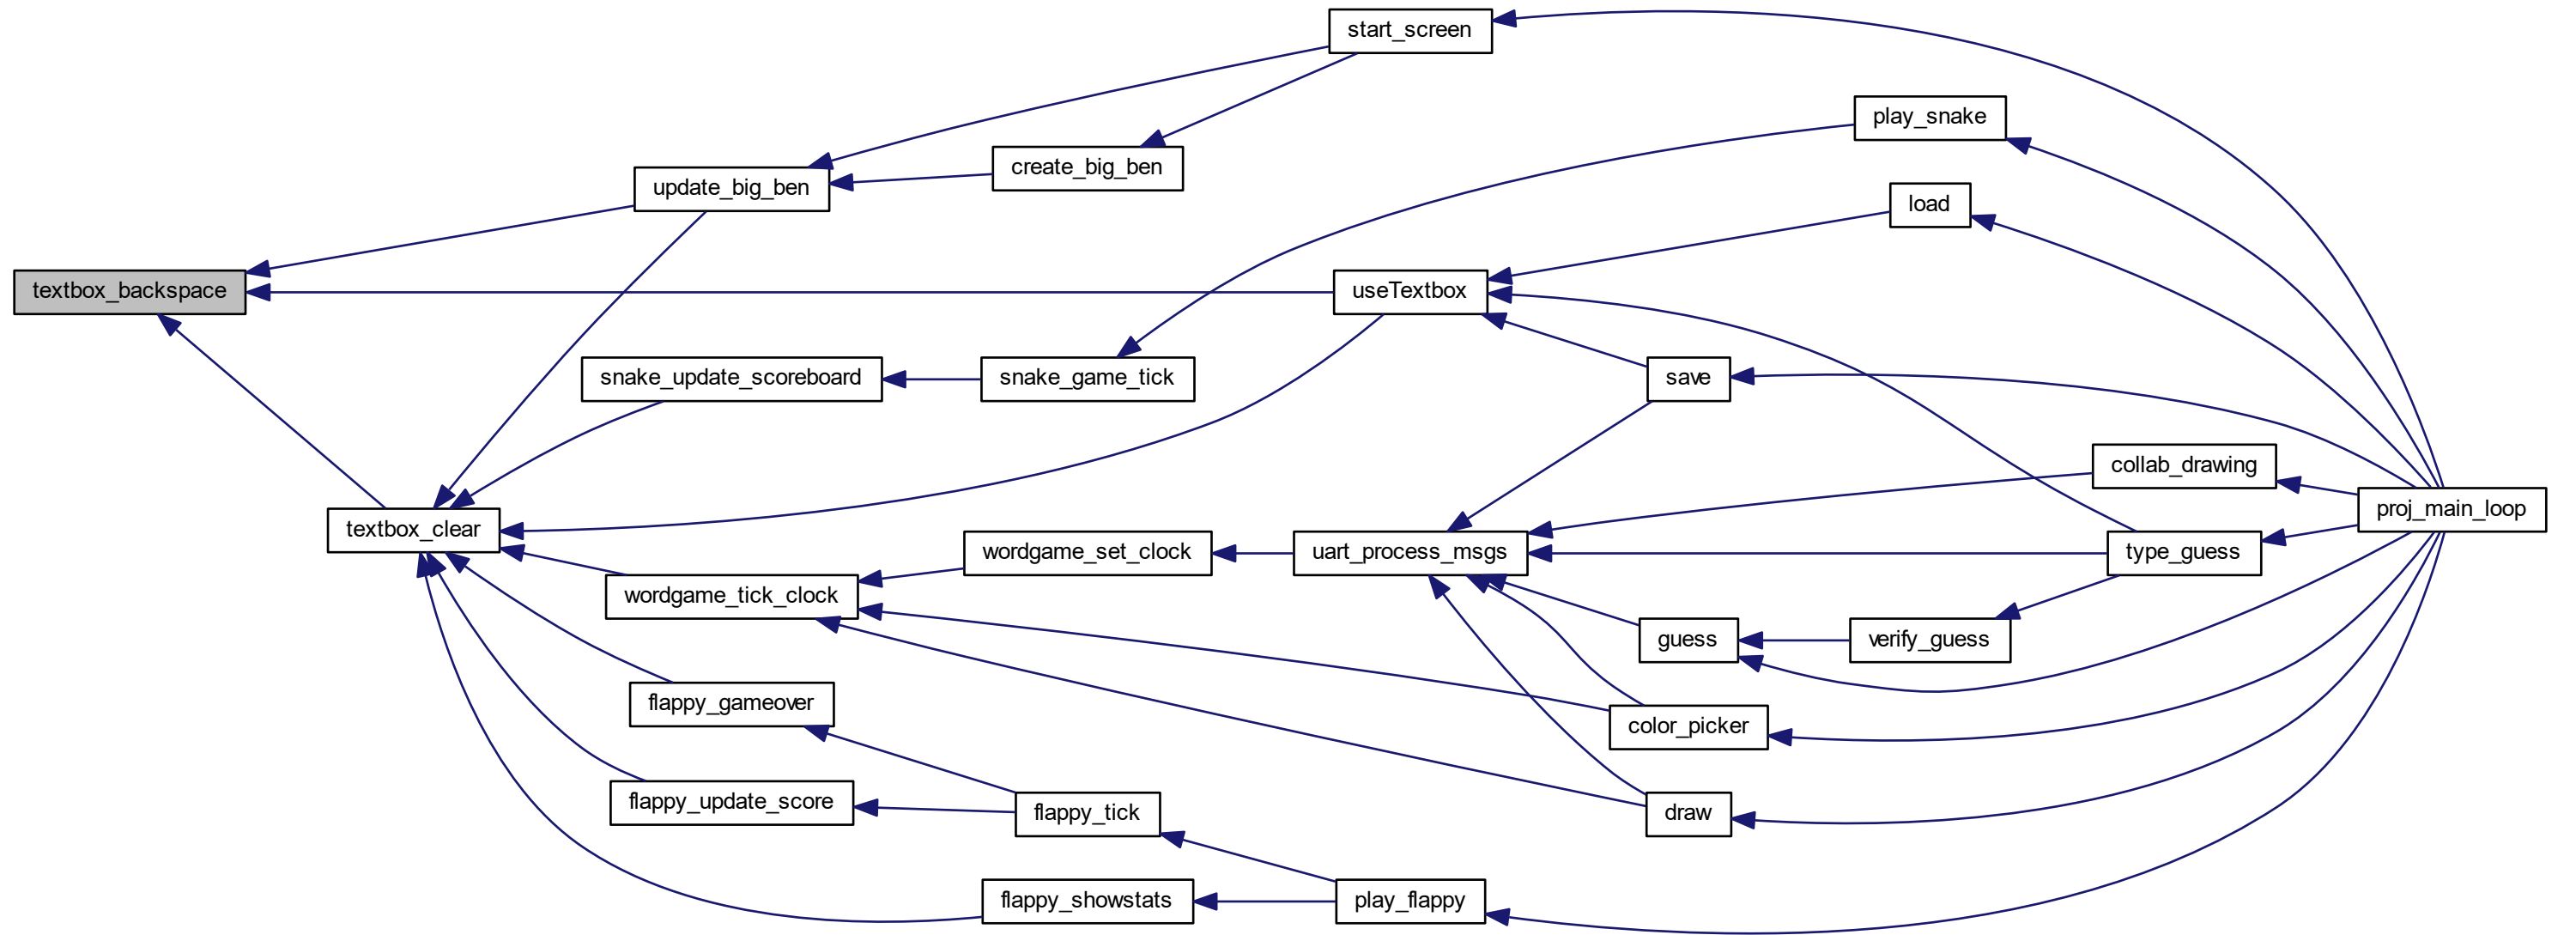 start_screen
play_snake
create_big_ben
update_big_ben
load
textbox_backspace
useTextbox
snake_update_scoreboard
snake_game_tick
save
collab_drawing
proj_main_loop
textbox_clear
wordgame_set_clock
uart_process_msgs
type_guess
wordgame_tick_clock
guess
verify_guess
flappy_gameover
color_picker
flappy_update_score
flappy_tick
draw
flappy_showstats
play_flappy